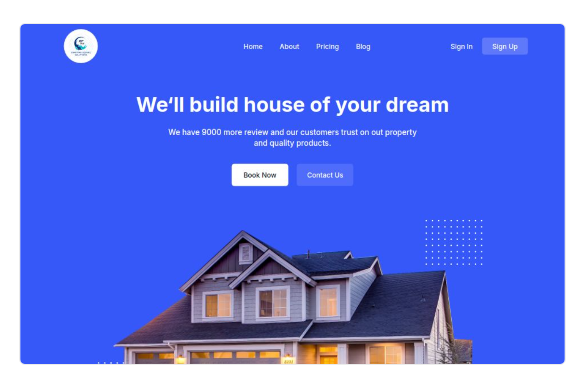 Home About Pricing Blog Sign In Sign Up
We'll build house of your dream
We have 9000 more review and our customers trust on out property
and quality products.
Book Now Contact Us